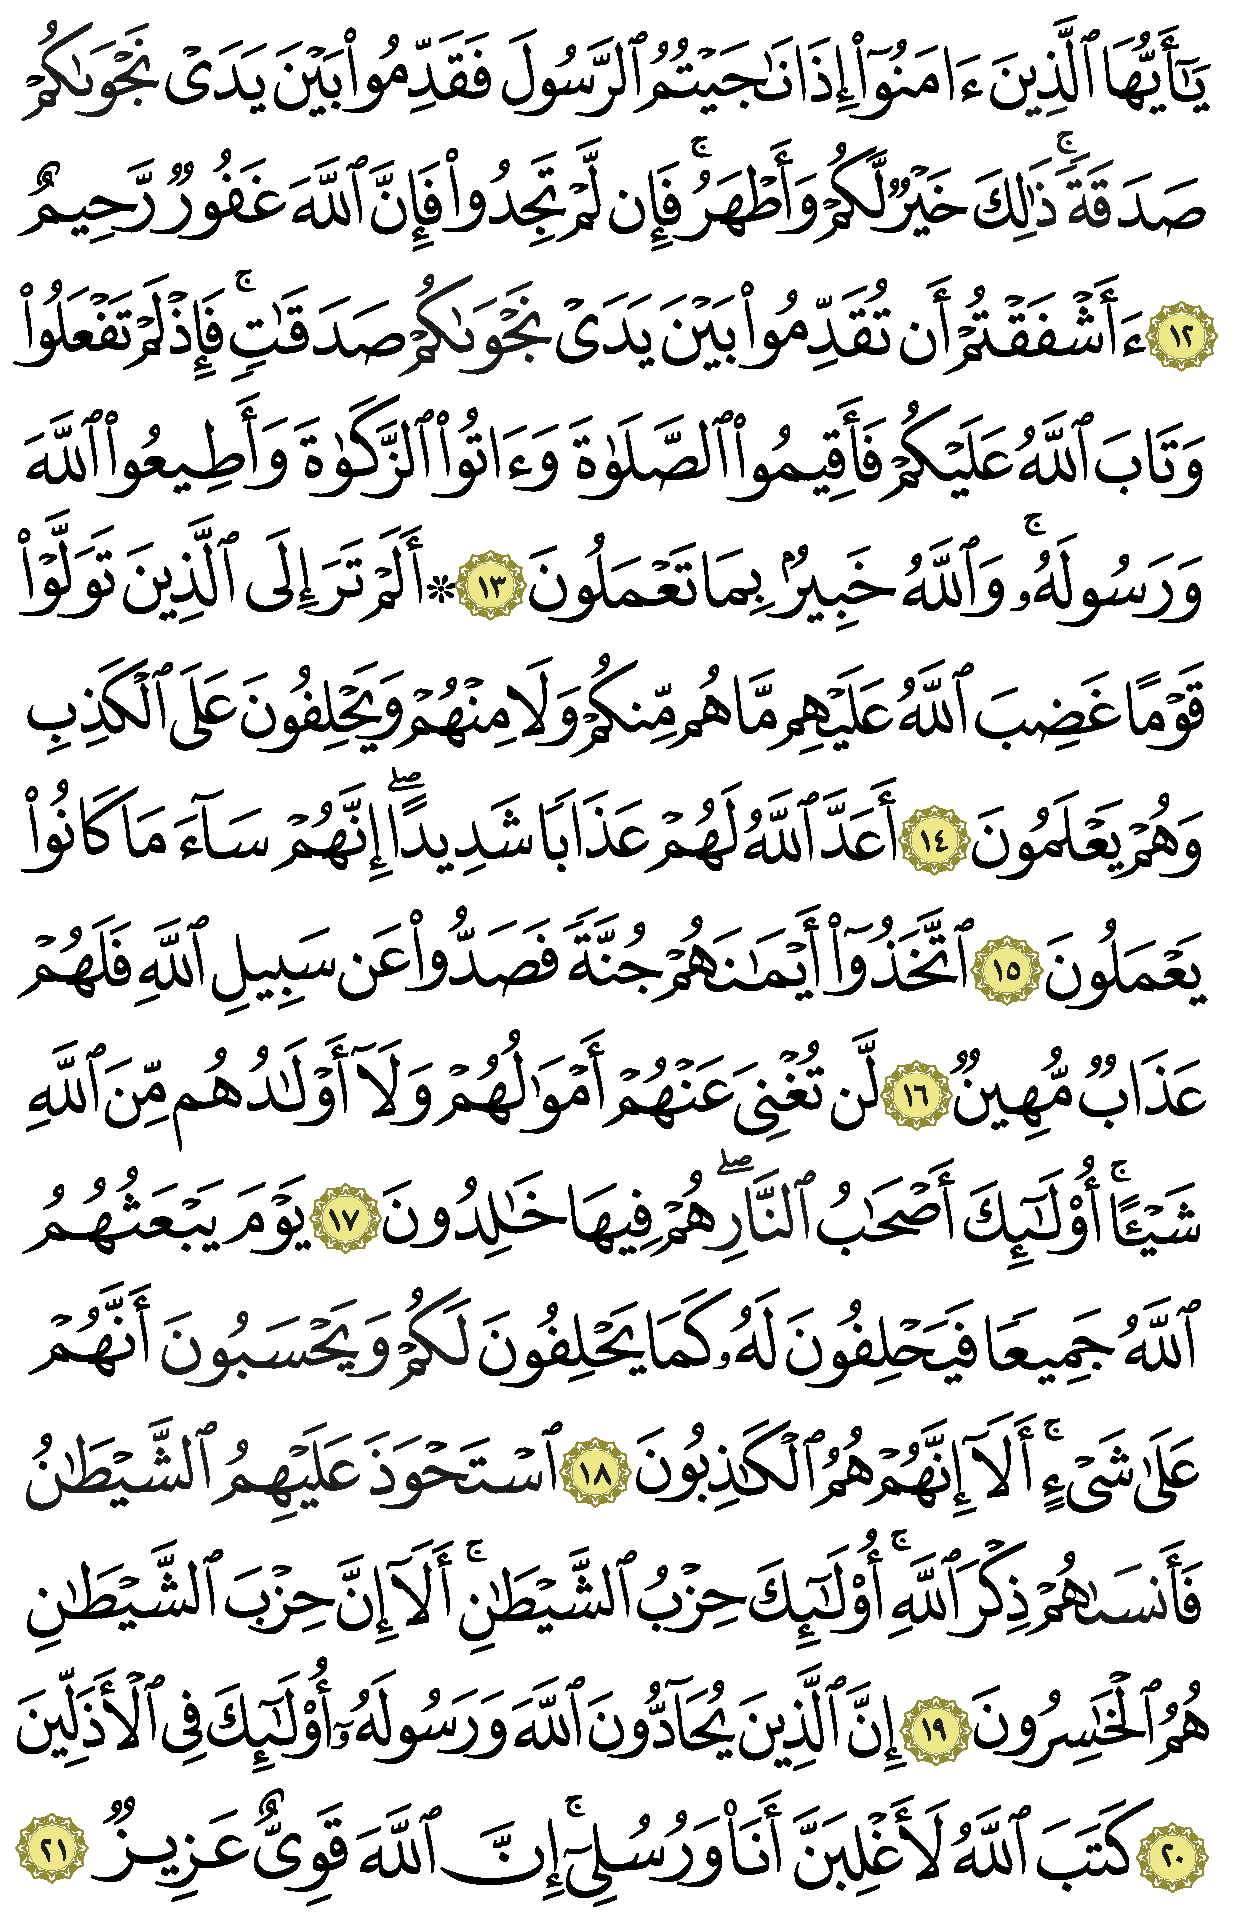 يَـٰٓأَيُّهَا ٱلَّذِينَ ءَامَنُوٓا۟ إِذَا نَـٰجَيْتُمُ ٱلرَّسُولَ فَقَدِّمُوا۟ بَيْنَ يَدَىْ نَجْوَىٰكُمْ
صَدَقَةً ۚ ذَٰلِكَ خَيْرٌ لَّكُمْ وَأَطْهَرُ ۚ فَإِن لَّمْ تَجِدُوا۟ فَإِنَّ ٱللَّهَ غَفُورٌ رَّحِيمٌ
١٢ ءَأَشْفَقْتُمْ أَن تُقَدِّمُوا۟ بَيْنَ يَدَىْ نَجْوَىٰكُمْ صَدَقَـٰتٍ ۚ فَإِذْ لَمْ تَفْعَلُوا۟
وَتَابَ ٱللَّهُ عَلَيْكُمْ فَأَقِيمُوا۟ ٱلصَّلَوٰةَ وَءَاتُوا۟ ٱلزَّكَوٰةَ وَأَطِيعُوا۟ ٱللَّهَ
وَرَسُولَهُۥ ۚ وَٱللَّهُ خَبِيرٌۢ بِمَا تَعْمَلُونَ ١٣ ۞ أَلَمْ تَرَ إِلَى ٱلَّذِينَ تَوَلَّوْا۟
قَوْمًا غَضِبَ ٱللَّهُ عَلَيْهِم مَّا هُم مِّنكُمْ وَلَا مِنْهُمْ وَيَحْلِفُونَ عَلَى ٱلْكَذِبِ
وَهُمْ يَعْلَمُونَ ١٤ أَعَدَّ ٱللَّهُ لَهُمْ عَذَابًا شَدِيدًا ۖ إِنَّهُمْ سَآءَ مَا كَانُوا۟
يَعْمَلُونَ ١٥ ٱتَّخَذُوٓا۟ أَيْمَـٰنَهُمْ جُنَّةً فَصَدُّوا۟ عَن سَبِيلِ ٱللَّهِ فَلَهُمْ
عَذَابٌ مُّهِينٌ ١٦ لَّن تُغْنِىَ عَنْهُمْ أَمْوَٰلُهُمْ وَلَآ أَوْلَـٰدُهُم مِّنَ ٱللَّهِ
شَيْـًٔا ۚ أُو۟لَـٰٓئِكَ أَصْحَـٰبُ ٱلنَّارِ ۖ هُمْ فِيهَا خَـٰلِدُونَ ١٧ يَوْمَ يَبْعَثُهُمُ
ٱللَّهُ جَمِيعًا فَيَحْلِفُونَ لَهُۥ كَمَا يَحْلِفُونَ لَكُمْ وَيَحْسَبُونَ أَنَّهُمْ
عَلَىٰ شَىْءٍ ۚ أَلَآ إِنَّهُمْ هُمُ ٱلْكَـٰذِبُونَ ١٨ ٱسْتَحْوَذَ عَلَيْهِمُ ٱلشَّيْطَـٰنُ
فَأَنسَىٰهُمْ ذِكْرَ ٱللَّهِ ۚ أُو۟لَـٰٓئِكَ حِزْبُ ٱلشَّيْطَـٰنِ ۚ أَلَآ إِنَّ حِزْبَ ٱلشَّيْطَـٰنِ
هُمُ ٱلْخَـٰسِرُونَ ١٩ إِنَّ ٱلَّذِينَ يُحَآدُّونَ ٱللَّهَ وَرَسُولَهُۥٓ أُو۟لَـٰٓئِكَ فِى ٱلْأَذَلِّينَ
٢٠ كَتَبَ ٱللَّهُ لَأَغْلِبَنَّ أَنَا۠ وَرُسُلِىٓ ۚ إِنَّ ٱللَّهَ قَوِىٌّ عَزِيزٌ ٢١